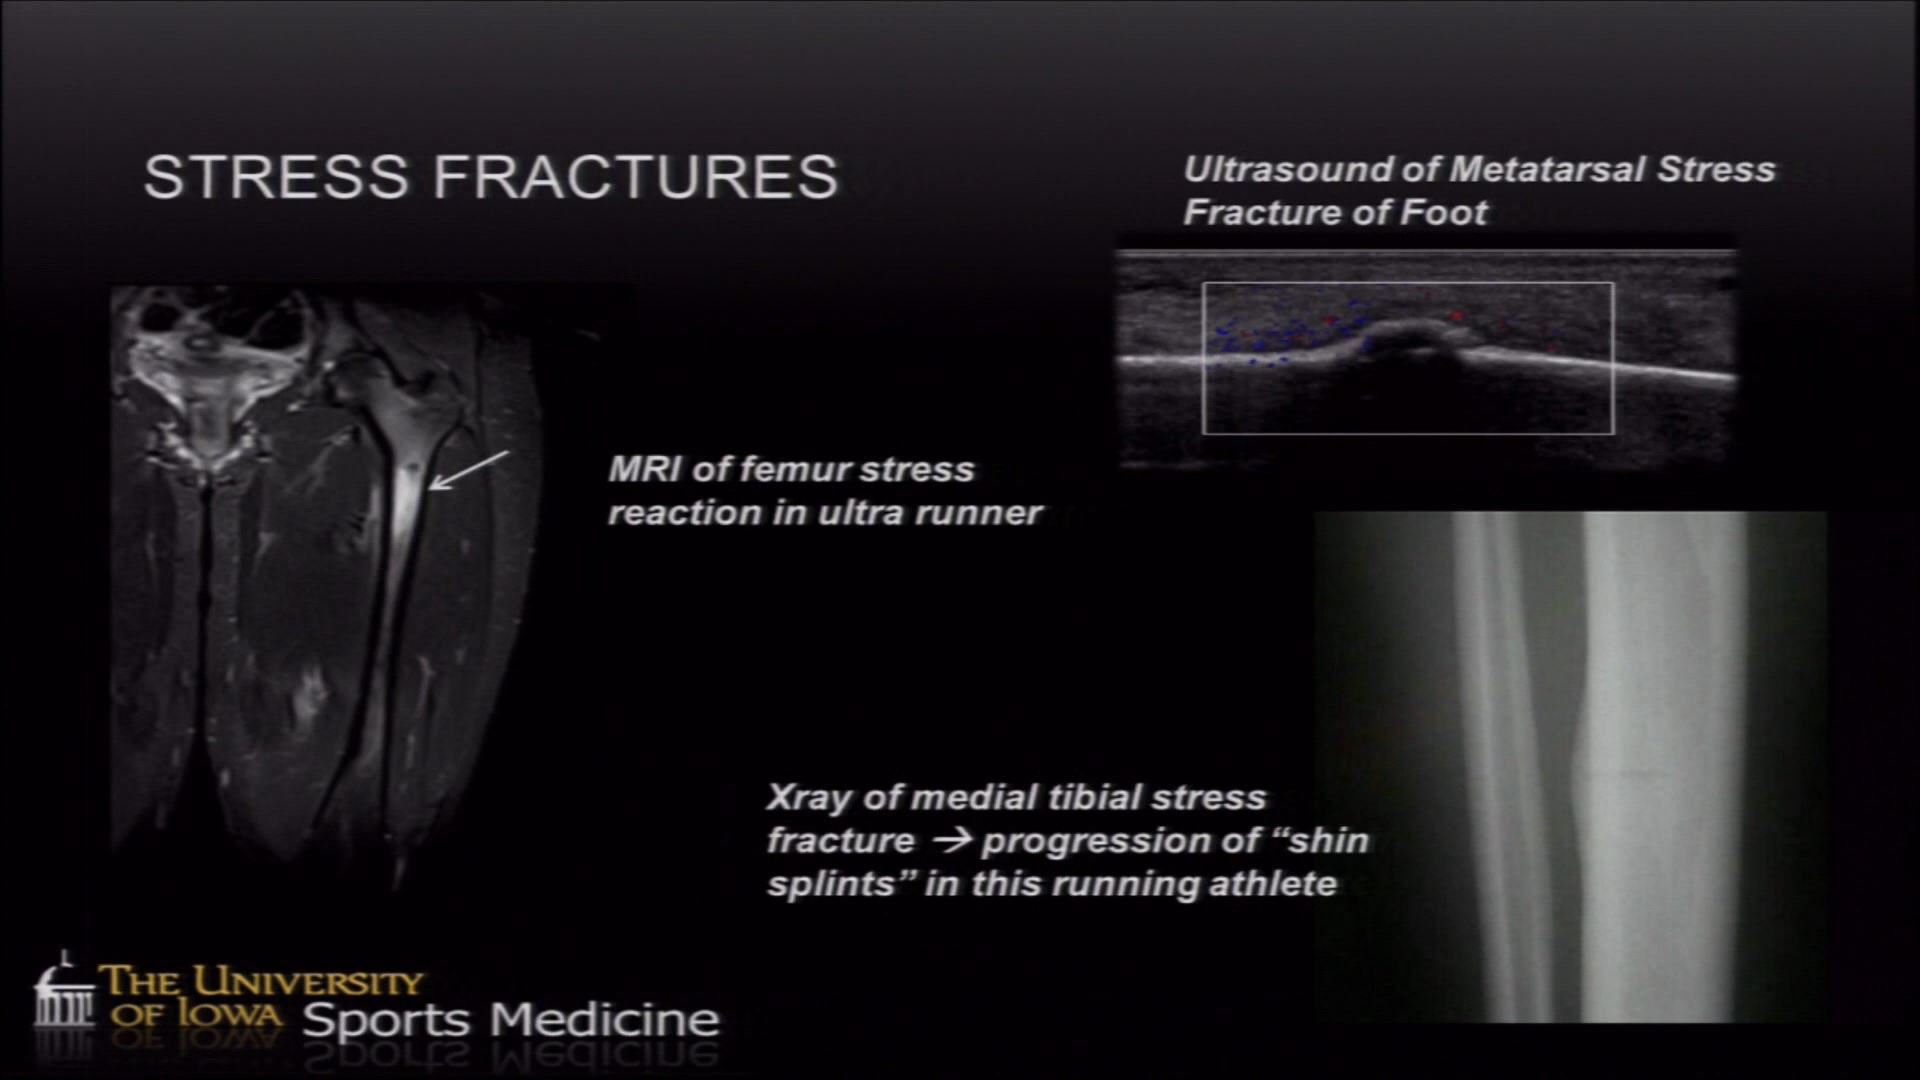 STRESS FRACTURES
Ultrasound of Metatarsal Stress
Fracture of Foot
MRI of femur stress
reaction in ultra runner
Xray of medial tibial stress
fracture → progression of “shin
splints” in this running athlete
THE UNIVERSITY
OF IOWA Sports Medicine